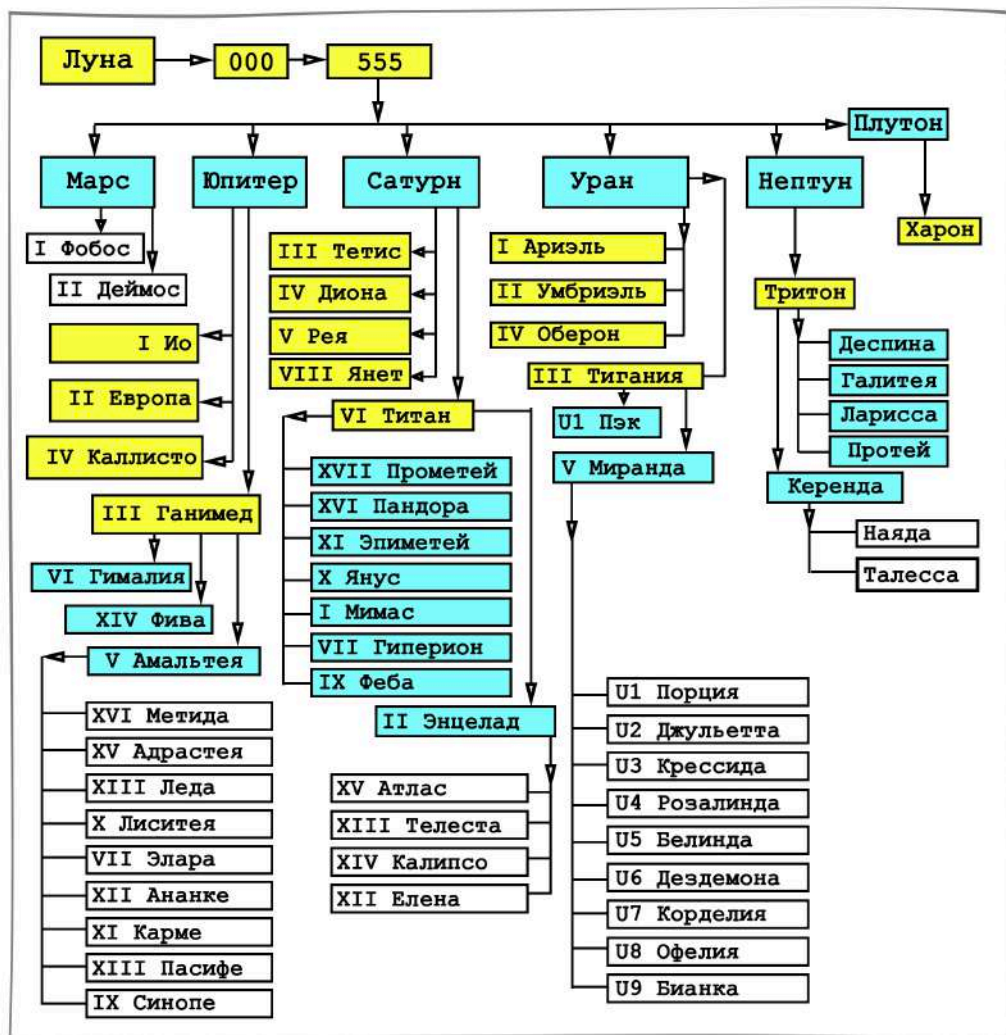 Луна
000
555
Плутон
Марс
Юпитер
Сатурн
Уран
Нептун
Харон
I Фобос
II Деймос
I Ио
II Европа
IV Каллисто
III Ганимед
VI Гималия
XIV Фива
V Амальтея
XVI Метида
XV Адрастея
XIII Леда
X Лиситея
VII Элара
XII Ананке
XI Карме
XIII Пасифе
IX Синопе
III Тетис
IV Диона
V Рея
VIII Янет
VI Титан
XVII Прометей
XVI Пандора
XI Эпиметей
X Янус
I Мимас
VII Гиперион
IX Феба
II Энцелад
XV Атлас
XIII Телеста
XIV Калипсо
XII Елена
I Ариэль
II Умбриэль
IV Оберон
III Тигания
U1 Пэк
V Миранда
U1 Порция
U2 Джульетта
U3 Крессида
U4 Розалинда
U5 Белинда
U6 Дездемона
U7 Корделия
U8 Офелия
U9 Бианка
Тритон
Деспина
Галитея
Ларисса
Протей
Керенда
Наяда
Талесса